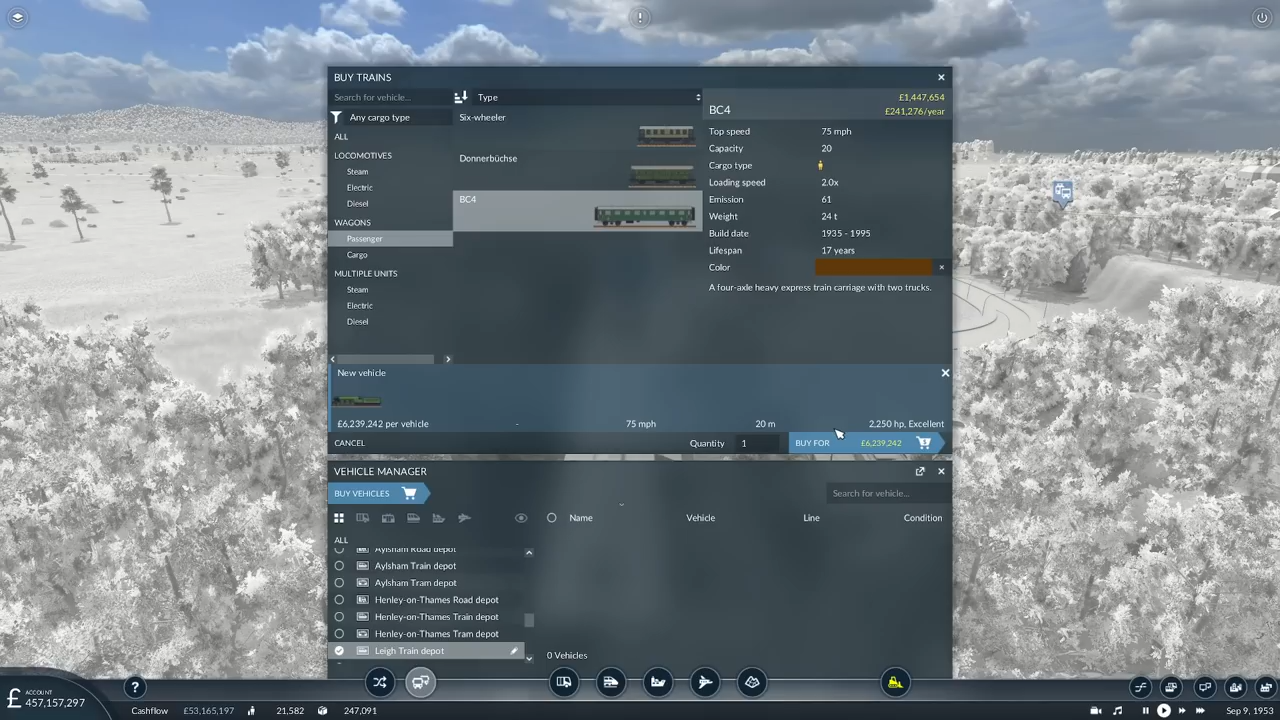 BUY TRAINS
Search for vehicle...
Type
£1,447,654
BC4
£241,276/year
Any cargo type
Six-wheeler
Top speed 75 mph
ALL
Capacity 20
LOCOMOTIVES
Donnerbüchse
Cargo type
Steam
Loading speed 2.0x
Electric
BC4
Emission 61
Diesel
Weight 24 t
WAGONS
Build date 1935 - 1995
Passenger
Lifespan 17 years
Cargo
Color
MULTIPLE UNITS
A four-axle heavy express train carriage with two trucks.
Steam
Electric
Diesel
New vehicle
£6,239,242 per vehicle - 75 mph 20 m 2,250 hp, Excellent
CANCEL Quantity 1 BUY FOR £6,239,242
VEHICLE MANAGER
BUY VEHICLES
Search for vehicle...
Name Vehicle Line Condition
ALL
Aylsham Road depot
Aylsham Train depot
Aylsham Tram depot
Henley-on-Thames Road depot
Henley-on-Thames Train depot
Henley-on-Thames Tram depot
Leigh Train depot
0 Vehicles
£ ACCOUNT
457,157,297
Cashflow £53,165,197 21,582 247,091
Sep 9, 1953